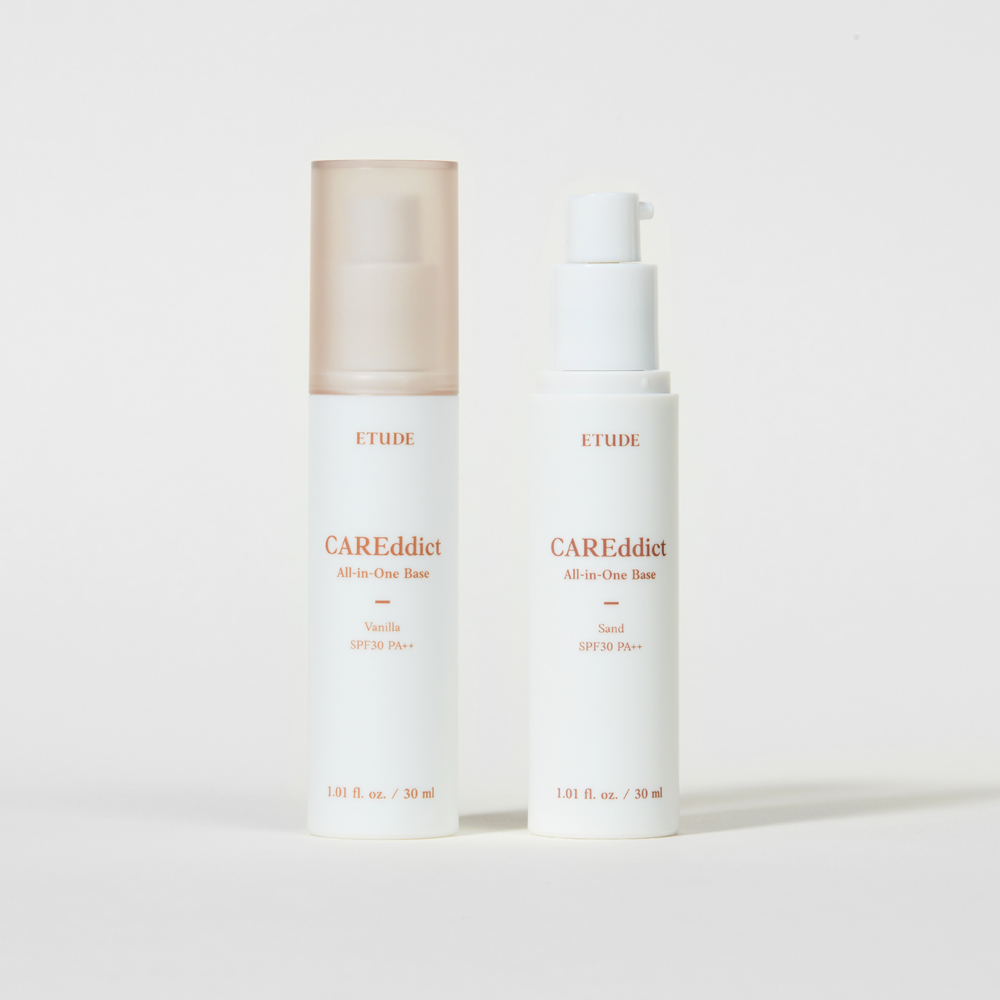 ETUDE
CAREddict
All-in-One Base
Vanilla
SPF30 PA++
1.01 fl. oz. / 30 ml
ETUDE
CAREddict
All-in-One Base
Sand
SPF30 PA++
1.01 fl. oz. / 30 ml